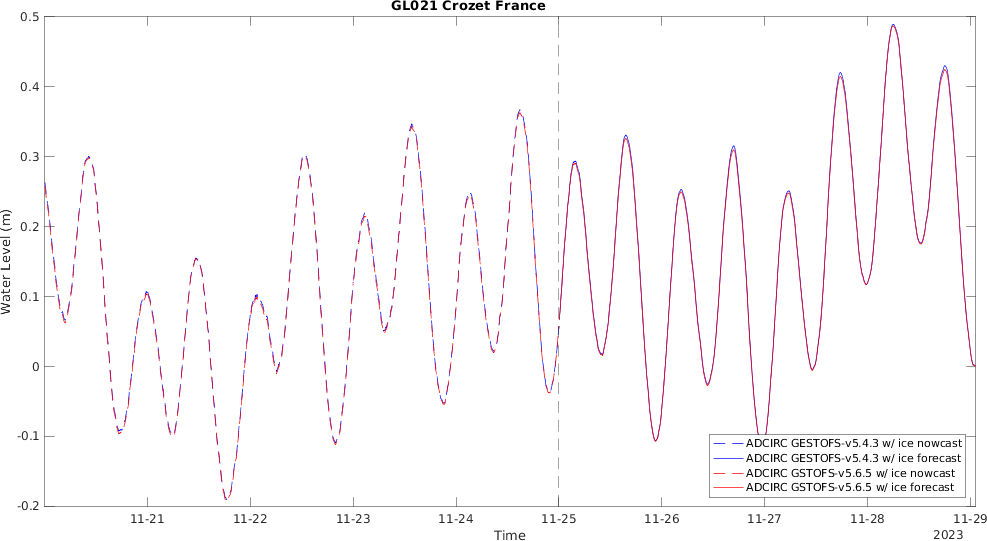 GL021 Crozet France
0.5
0.4
0.3
0.2
0.1
0
-0.1
-0.2
Water Level (m)
ADCIRC GESTOFS-v5.4.3 w/ ice nowcast
ADCIRC GESTOFS-v5.4.3 w/ ice forecast
ADCIRC GSTOFS-v5.6.5 w/ ice nowcast
ADCIRC GSTOFS-v5.6.5 w/ ice forecast
11-21 11-22 11-23 11-24 11-25 11-26 11-27 11-28 11-29
Time
2023